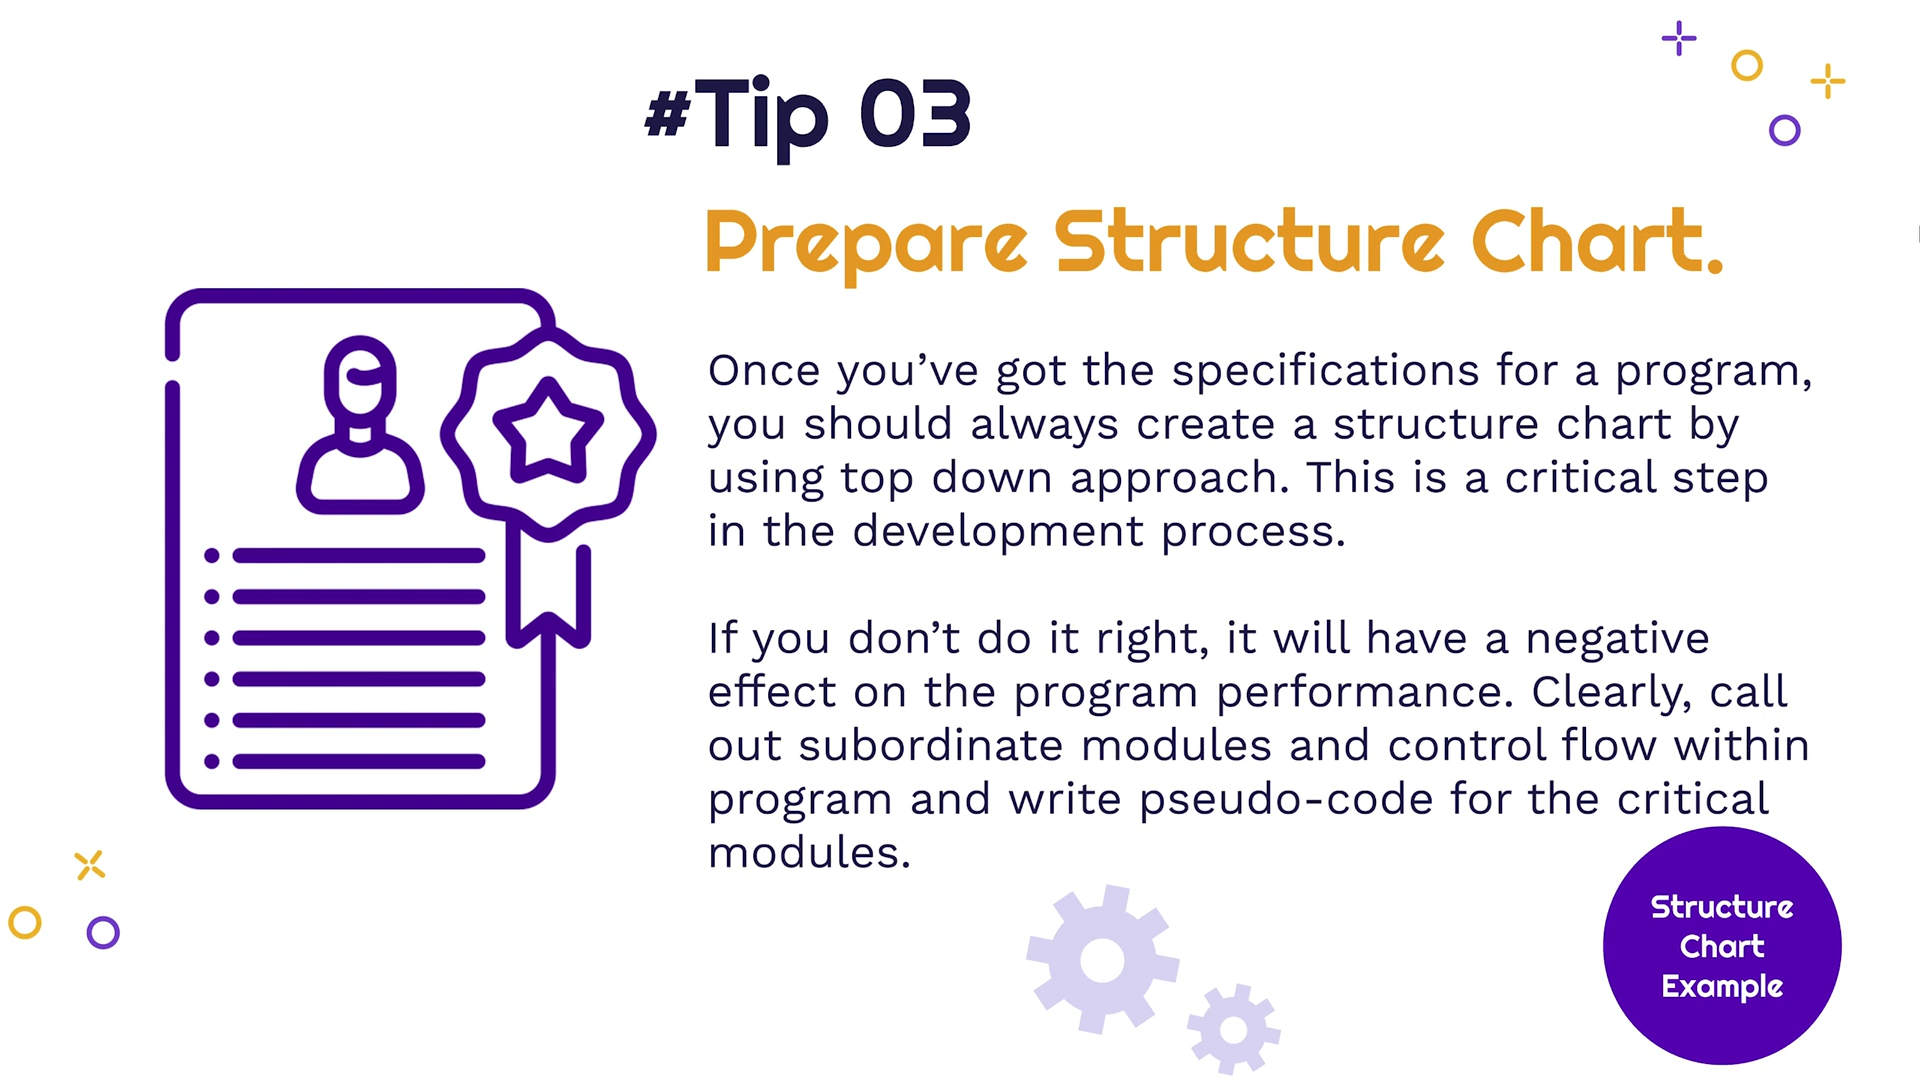 #Tip 03
Prepare Structure Chart.
Once you’ve got the specifications for a program,
you should always create a structure chart by
using top down approach. This is a critical step
in the development process.
If you don’t do it right, it will have a negative
effect on the program performance. Clearly, call
out subordinate modules and control flow within
program and write pseudo-code for the critical
modules.
Structure
Chart
Example